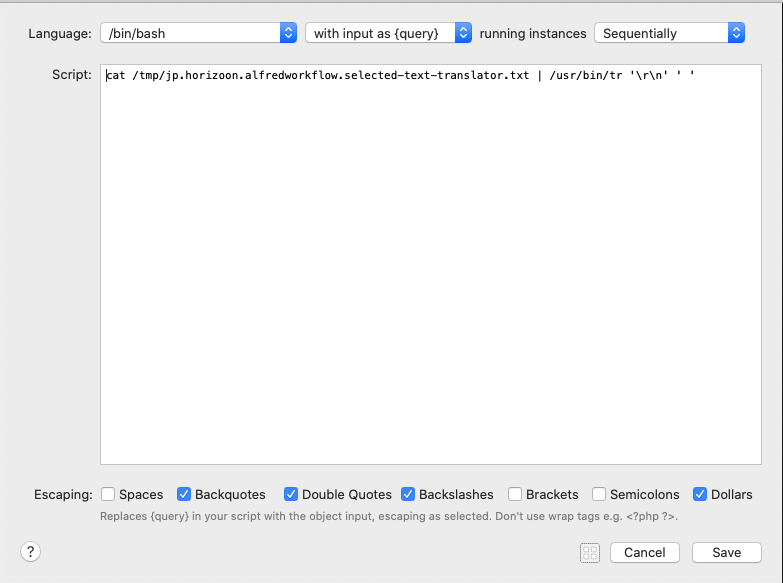 Language: /bin/bash with input as {query} running instances Sequentially
Script: cat /tmp/jp.horizoon.alfredworkflow.selected-text-translator.txt | /usr/bin/tr '\r\n' ' '
Escaping: Spaces Backquotes Double Quotes Backslashes Brackets Semicolons Dollars
Replaces {query} in your script with the object input, escaping as selected. Don't use wrap tags e.g. <?php ?>.
? Cancel Save